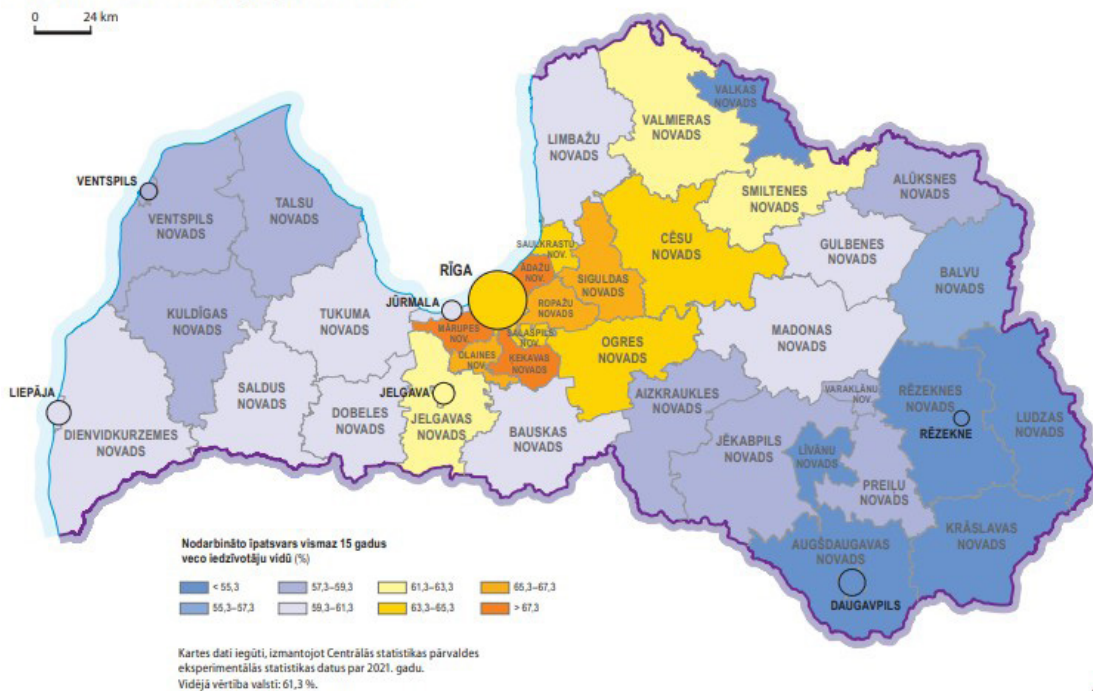 0 24 km
VALKAS
NOVADS
VALMIERAS
NOVADS
LIMBAŽU
NOVADS
VENTSPILS
TALSU
NOVADS
VENTSPILS
NOVADS
SMILTENES
NOVADS
ALŪKSNES
NOVADS
CĒSU
NOVADS
GULBENES
NOVADS
SAULKRASTU
NOV.
RĪGA
ĀDAŽU
NOV.
SIGULDAS
NOVADS
BALVU
NOVADS
JŪRMALA
ROPAŽU
NOVADS
KULDĪGAS
NOVADS
TUKUMA
NOVADS
MĀRUPES
NOV.
SALASPILS
NOV.
OGRES
NOVADS
MADONAS
NOVADS
OLAINES
NOV.
ĶEKAVAS
NOVADS
LIEPĀJA
SALDUS
NOVADS
JELGAVA
AIZKRAUKLES
NOVADS
VARAKLĀNU
NOV.
RĒZEKNES
NOVADS
LUDZAS
NOVADS
DOBELES
NOVADS
JELGAVAS
NOVADS
RĒZEKNE
DIENVIDKURZEMES
NOVADS
BAUSKAS
NOVADS
JĒKABPILS
NOVADS
LĪVĀNU
NOVADS
PREIĻU
NOVADS
KRĀSLAVAS
NOVADS
AUGŠDAUGAVAS
NOVADS
DAUGAVPILS
Nodarbināto īpatsvars vismaz 15 gadus
veco iedzīvotāju vidū (%)
< 55,3 57,3–59,3 61,3–63,3 65,3–67,3
55,3–57,3 59,3–61,3 63,3–65,3 > 67,3
Kartes dati iegūti, izmantojot Centrālās statistikas pārvaldes
eksperimentālās statistikas datus par 2021. gadu.
Vidējā vērtība valstī: 61,3 %.